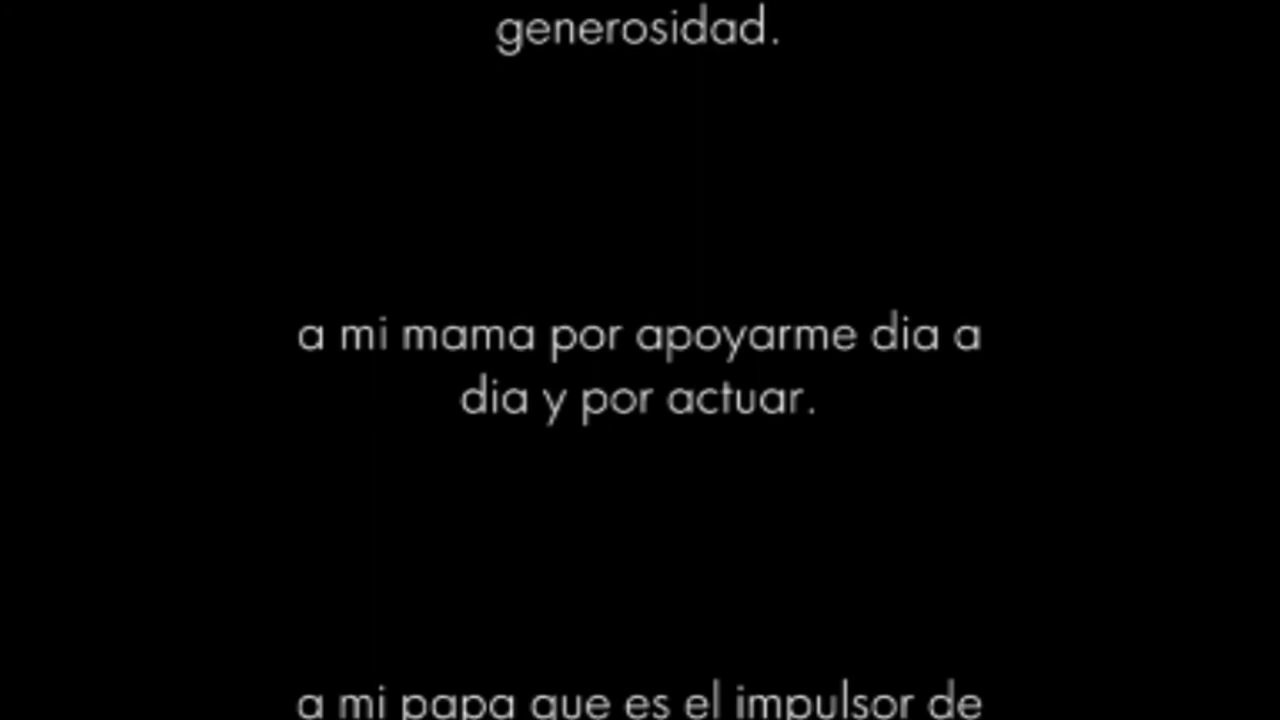 generosidad.
a mi mama por apoyarme dia a
dia y por actuar.
a mi papa que es el impulsor de